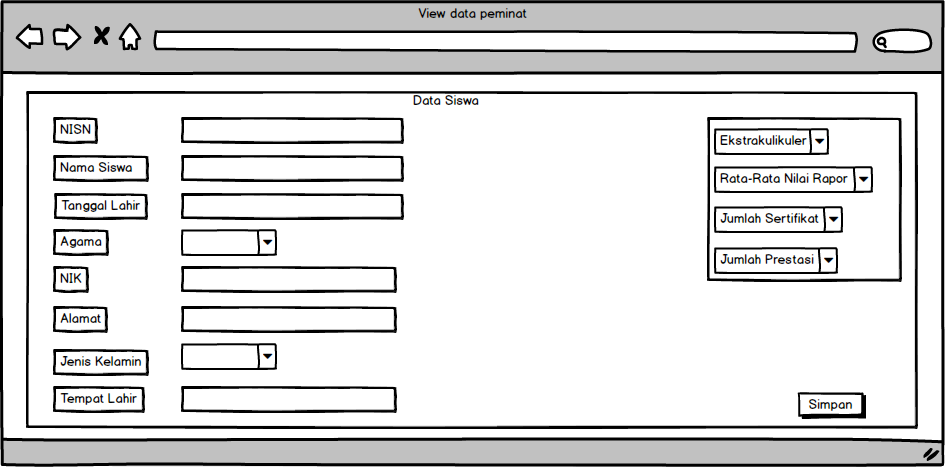 View data peminat
Data Siswa
NISN
Nama Siswa
Tanggal Lahir
Agama
NIK
Alamat
Jenis Kelamin
Tempat Lahir
Ekstrakulikuler
Rata-Rata Nilai Rapor
Jumlah Sertifikat
Jumlah Prestasi
Simpan